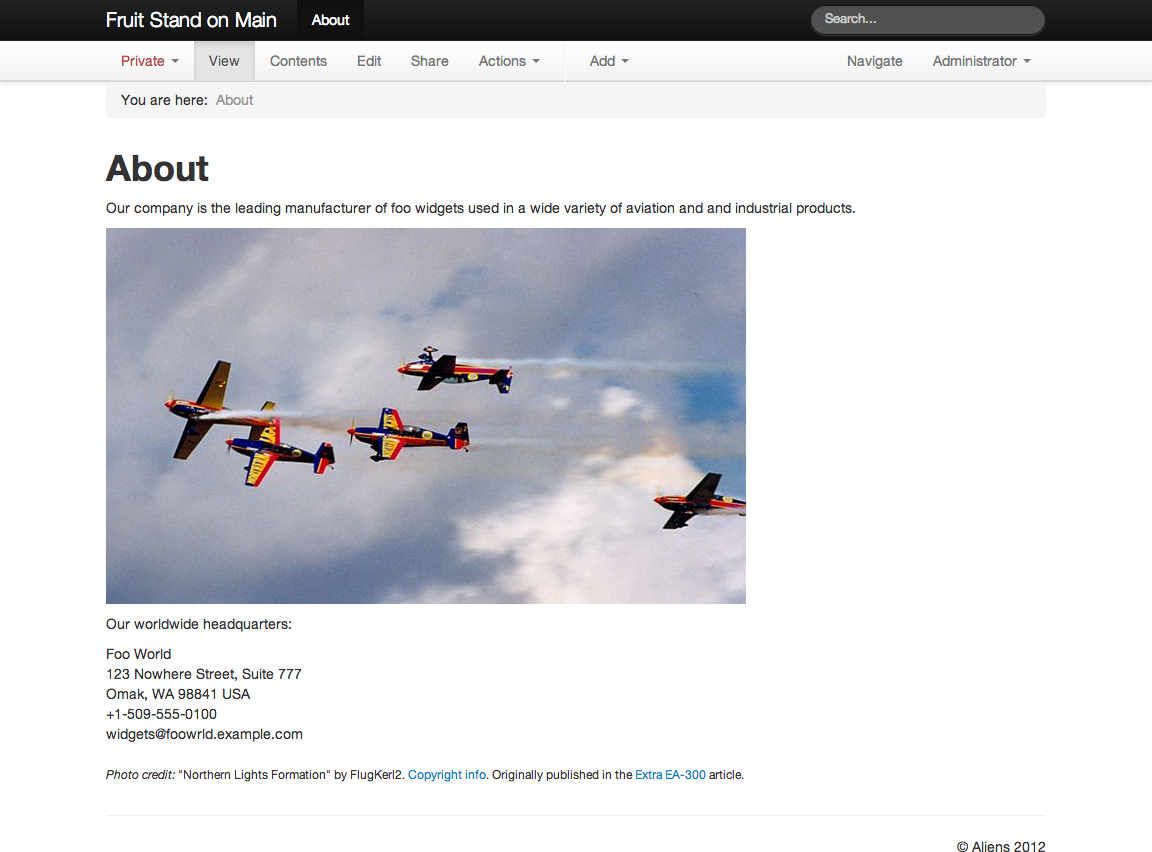 Fruit Stand on Main About Search...
Private View Contents Edit Share Actions Add Navigate Administrator
You are here: About
About
Our company is the leading manufacturer of foo widgets used in a wide variety of aviation and and industrial products.
Our worldwide headquarters:
Foo World
123 Nowhere Street, Suite 777
Omak, WA 98841 USA
+1-509-555-0100
widgets@foowrld.example.com
Photo credit: "Northern Lights Formation" by FlugKerl2. Copyright info. Originally published in the Extra EA-300 article.
© Aliens 2012